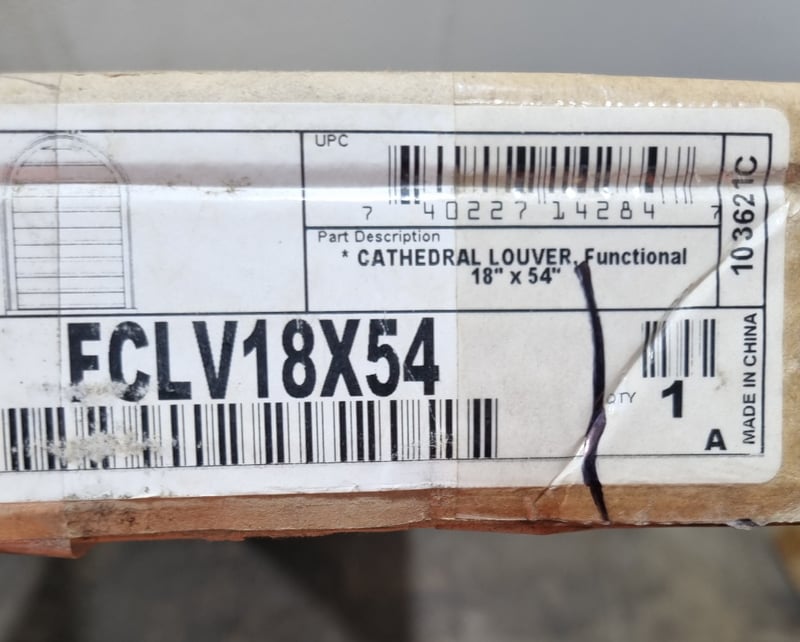 UPC
7 40227 14284 7
Part Description
* CATHEDRAL LOUVER, Functional
18" x 54"
103621C
FCLV18X54
QTY
1
A
MADE IN CHINA